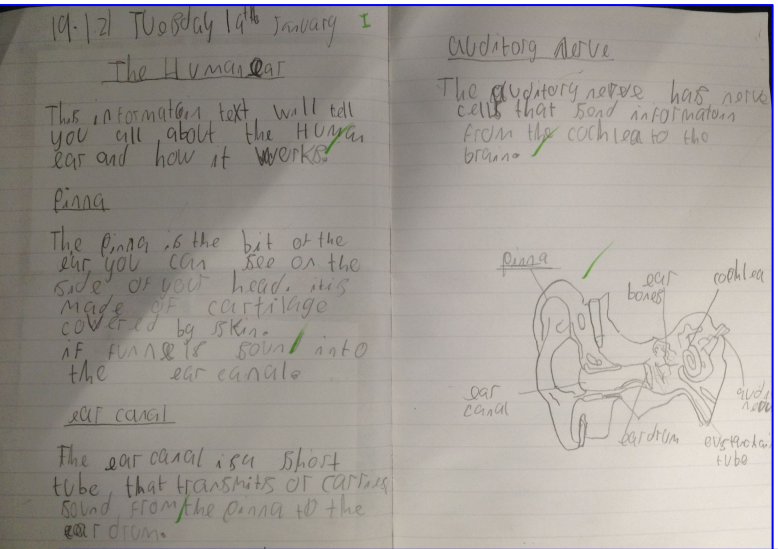 19.1.21 Tuesday 19th January I
The Human ear
This information text will tell
you all about the Human
ear and how it works.
Pinna
The Pinna is the bit of the
ear you can see on the
side of your head. itis
made of cartilage
covered by skin.
if funnels sound into
the ear canal.
ear canal
The ear canal is a short
tube, that transmits or carries
sound, from the pinna to the
ear drum.
auditory nerve
The auditory nerve has nerve
cells that send informatoin
from the cochlea to the
brain.
Pinna
ear
bones
cochlea
ear
canal
eardrum
tube